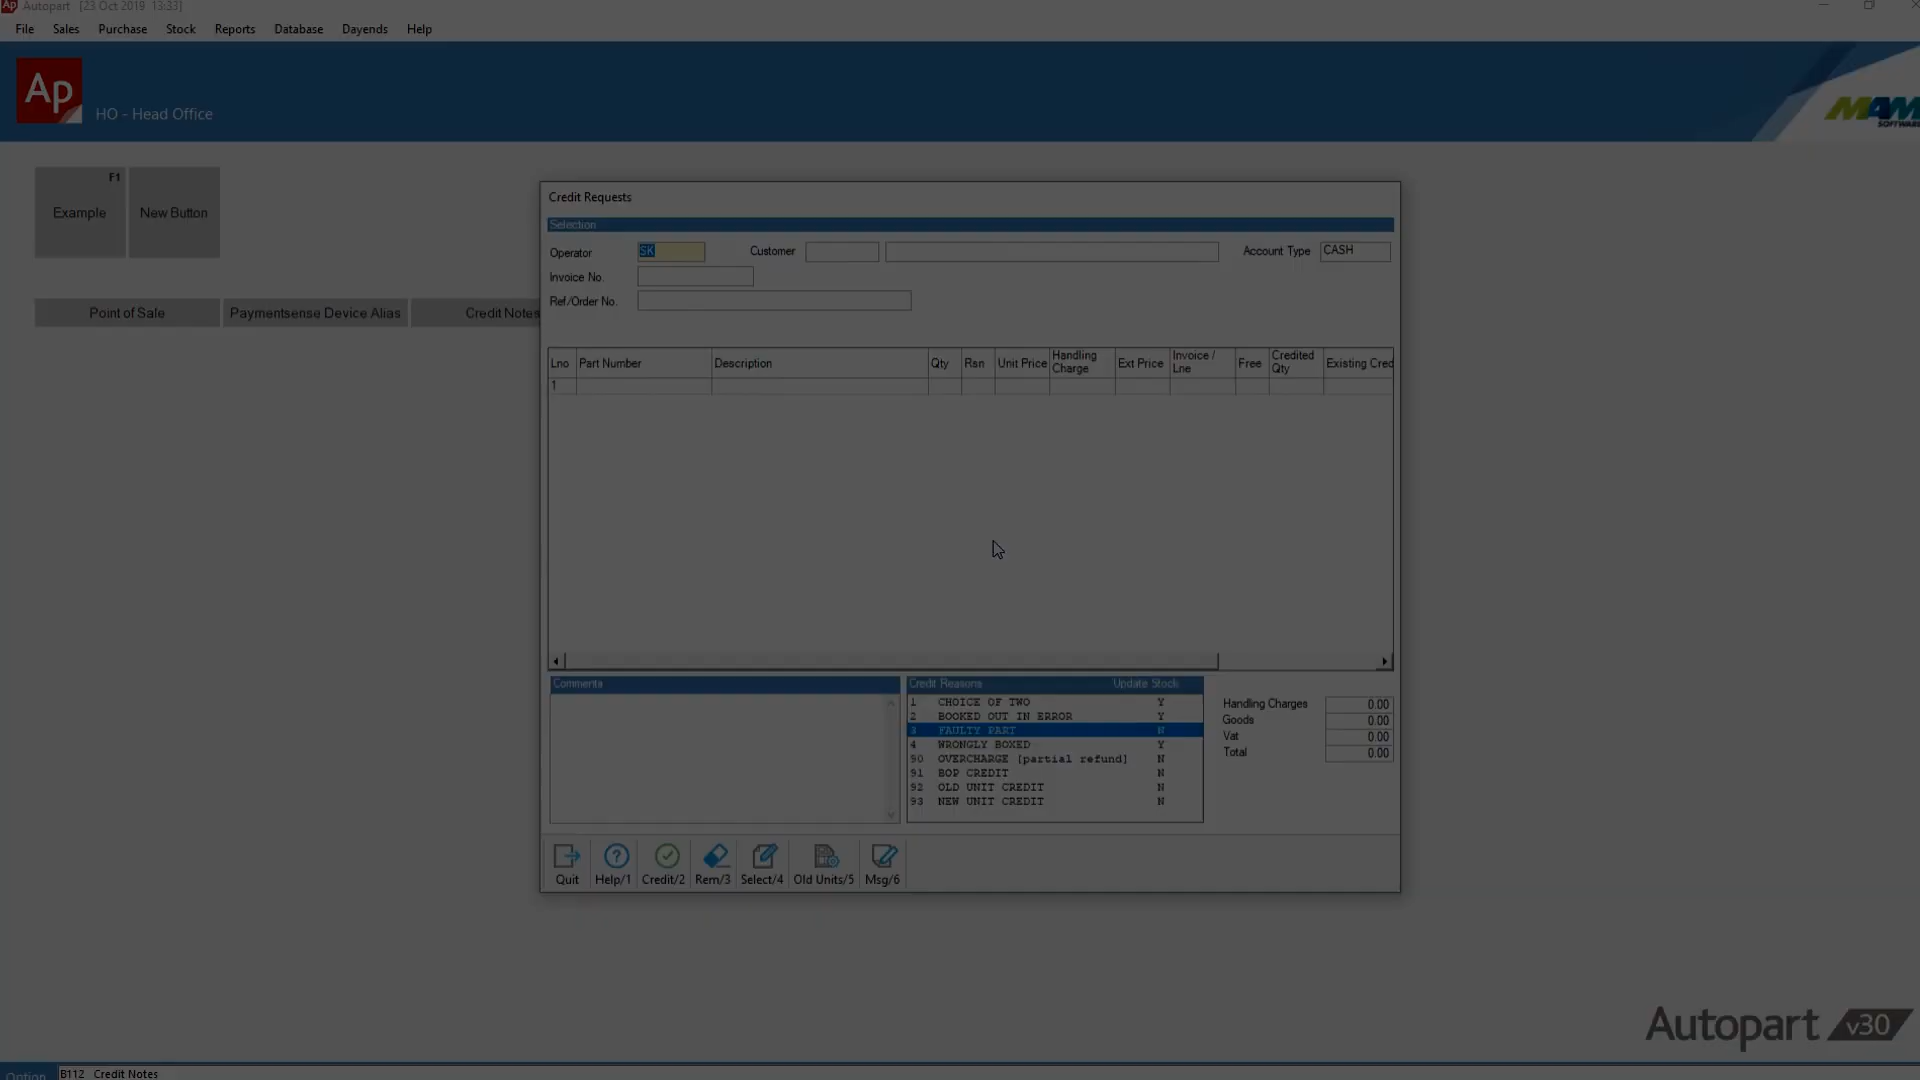 Ap Autopart [23 Oct 2019 13:33]
File Sales Purchase Stock Reports Database Dayends Help
Ap HO - Head Office
MAM SOFTWARE
Example F1 New Button
Point of Sale Paymentsense Device Alias Credit Notes
Credit Requests
Selection
Operator SK Customer Account Type CASH
Invoice No.
Ref/Order No.
Lno Part Number Description Qty Rsn Unit Price Handling Charge Ext Price Invoice / Lne Free Credited Qty Existing Cred
1
Comments
Credit Reasons Update Stock
1 CHOICE OF TWO Y
2 BOOKED OUT IN ERROR Y
3 FAULTY PART N
4 WRONGLY BOXED Y
90 OVERCHARGE [partial refund] N
91 BOP CREDIT N
92 OLD UNIT CREDIT N
93 NEW UNIT CREDIT N
Handling Charges 0.00
Goods 0.00
Vat 0.00
Total 0.00
Quit Help/1 Credit/2 Rem/3 Select/4 Old Units/5 Msg/6
Autopart v30
Option B112 Credit Notes